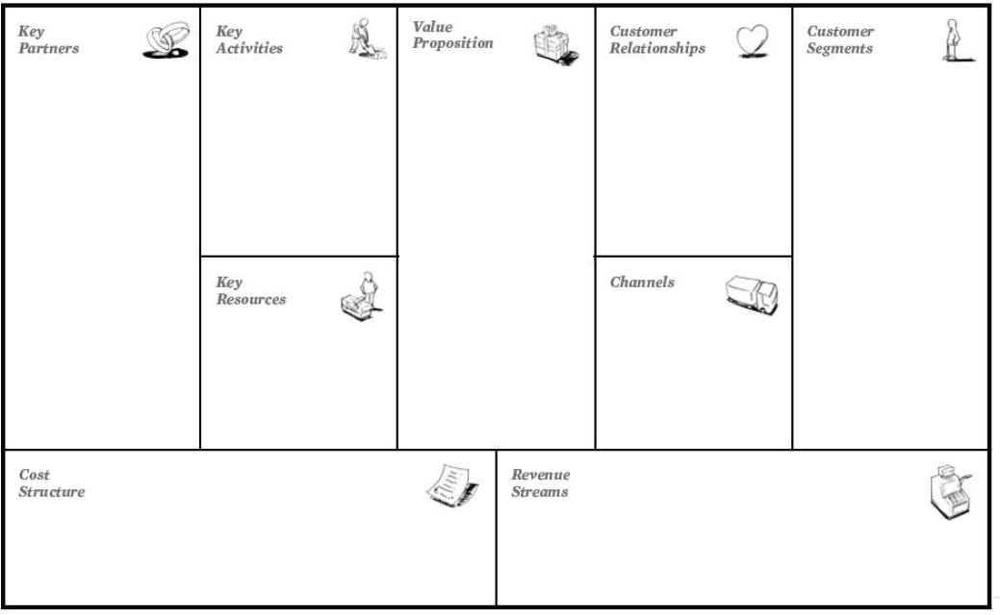 Key
Partners
Key
Activities
Value
Proposition
Customer
Relationships
Customer
Segments
Key
Resources
Channels
Cost
Structure
Revenue
Streams